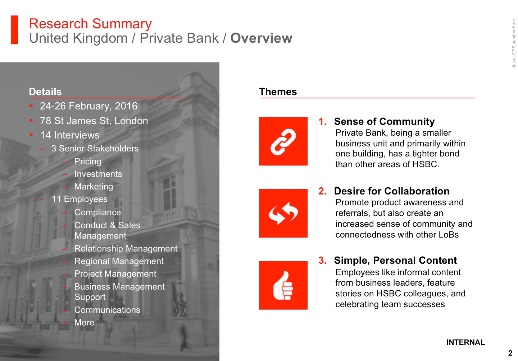 Research Summary
United Kingdom / Private Bank / Overview
Details
24-26 February, 2016
78 St James St, London
14 Interviews
– 3 Senior Stakeholders
– Pricing
– Investments
– Marketing
– 11 Employees
– Compliance
– Conduct & Sales
Management
– Relationship Management
– Regional Management
– Project Management
– Business Management
Support
– Communications
– More…
Themes
1. Sense of Community
Private Bank, being a smaller
business unit and primarily within
one building, has a tighter bond
than other areas of HSBC.
2. Desire for Collaboration
Promote product awareness and
referrals, but also create an
increased sense of community and
connectedness with other LoBs
3. Simple, Personal Content
Employees like informal content
from business leaders, feature
stories on HSBC colleagues, and
celebrating team successes
INTERNAL
2